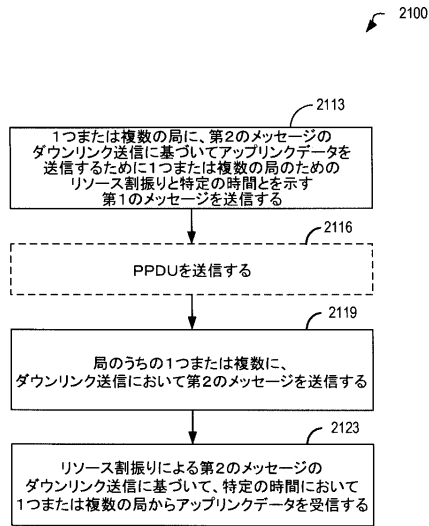 2100
2113
1つまたは複数の局に、第2のメッセージの
ダウンリンク送信に基づいてアップリンクデータを
送信するために1つまたは複数の局のための
リソース割振りと特定の時間とを示す
第1のメッセージを送信する
2116
PPDUを送信する
2119
局のうちの1つまたは複数に、
ダウンリンク送信において第2のメッセージを送信する
2123
リソース割振りによる第2のメッセージの
ダウンリンク送信に基づいて、特定の時間において
1つまたは複数の局からアップリンクデータを受信する